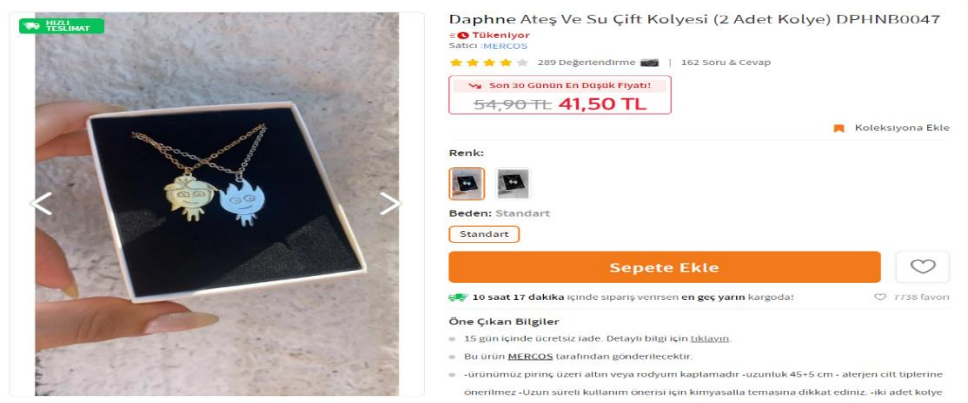 HIZLI
TESLİMAT
Daphne Ateş Ve Su Çift Kolyesi (2 Adet Kolye) DPHNB0047
Tükeniyor
Satıcı :MERCOS
289 Değerlendirme | 162 Soru & Cevap
Son 30 Günün En Düşük Fiyatı!
54,90 TL 41,50 TL
Koleksiyona Ekle
Renk:
Beden: Standart
Standart
Sepete Ekle
10 saat 17 dakika içinde sipariş verirsen en geç yarın kargoda!
7738 favori
Öne Çıkan Bilgiler
15 gün içinde ücretsiz iade. Detaylı bilgi için tıklayın.
Bu ürün MERCOS tarafından gönderilecektir.
-ürünümüz pirinç üzeri altın veya rodyum kaplamadır -uzunluk 45+5 cm - alerjen cilt tiplerine
önerilmez -Uzun süreli kullanım önerisi için kimyasalla temasına dikkat ediniz. -iki adet kolye